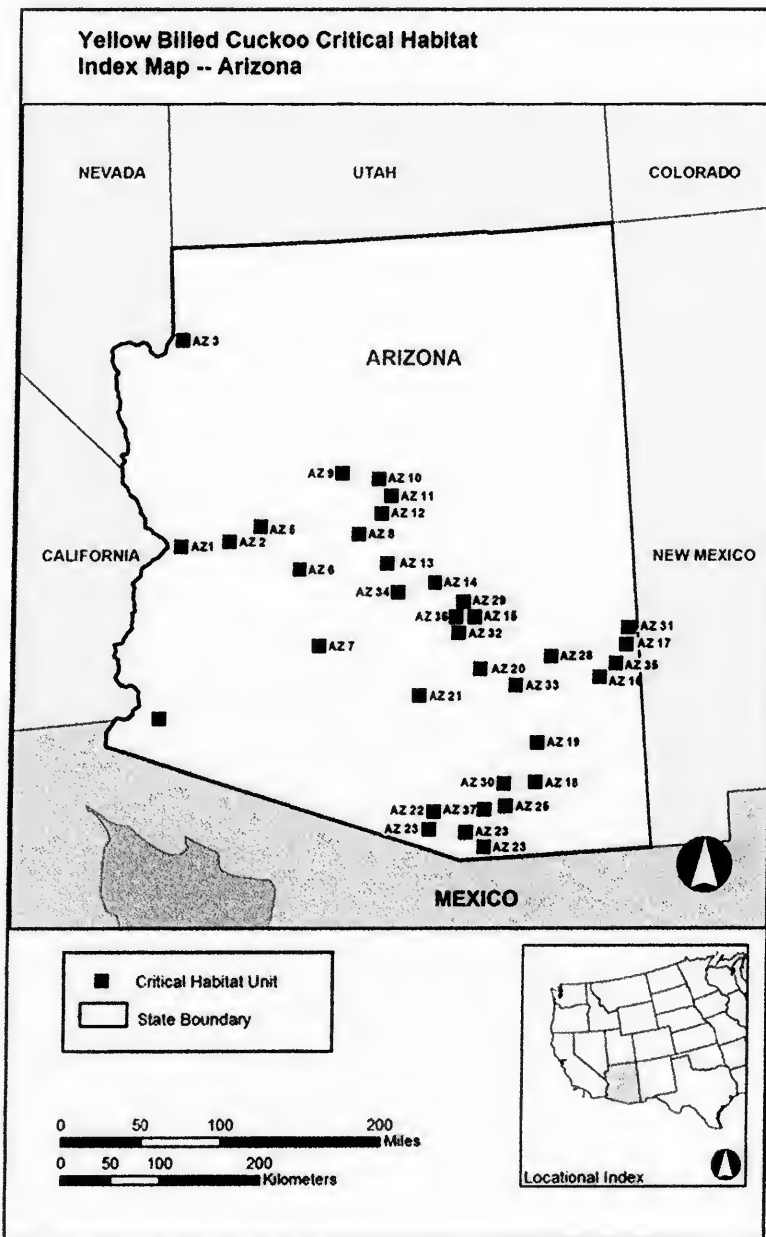 Yellow Billed Cuckoo Critical Habitat
Index Map -- Arizona
NEVADA
UTAH
COLORADO
AZ 3
ARIZONA
AZ 9
AZ 10
AZ 11
AZ 12
AZ 5
AZ 8
CALIFORNIA
AZ1
AZ 2
NEW MEXICO
AZ 6
AZ 13
AZ 14
AZ 34
AZ 29
AZ 36
AZ 15
AZ 31
AZ 32
AZ 17
AZ 7
AZ 28
AZ 35
AZ 20
AZ 16
AZ 33
AZ 21
AZ 19
AZ 30
AZ 18
AZ 22
AZ 37
AZ 25
AZ 23
AZ 23
AZ 23
MEXICO
Critical Habitat Unit
State Boundary
0 50 100 200
Miles
0 50 100 200
Kilometers
Locational Index